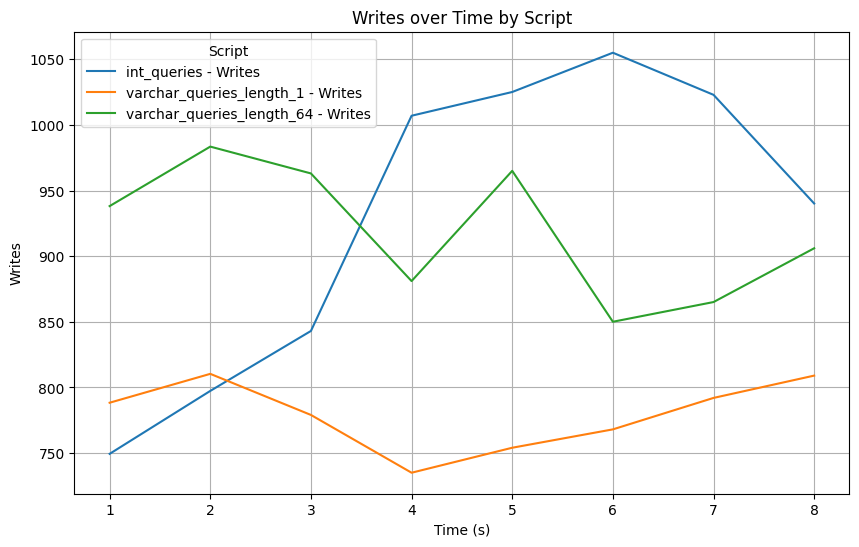 Writes over Time by Script
Script
int_queries - Writes
varchar_queries_length_1 - Writes
varchar_queries_length_64 - Writes
Writes
1050
1000
950
900
850
800
750
1 2 3 4 5 6 7 8
Time (s)